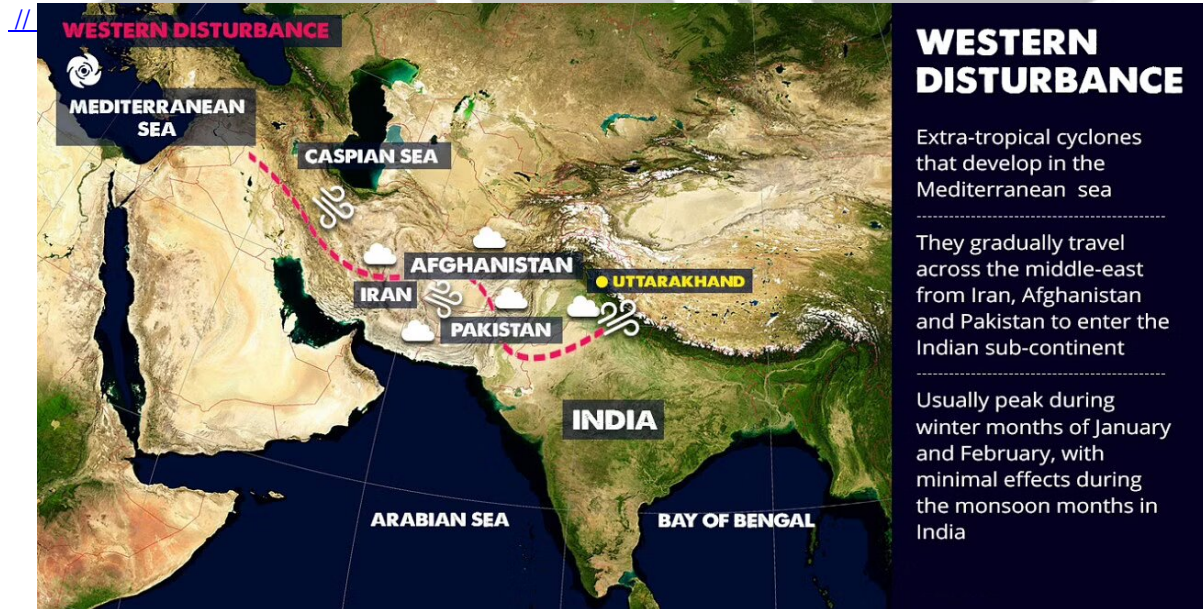 //
WESTERN DISTURBANCE
MEDITERRANEAN
SEA
CASPIAN SEA
AFGHANISTAN
IRAN
UTTARAKHAND
PAKISTAN
INDIA
ARABIAN SEA
BAY OF BENGAL
WESTERN
DISTURBANCE
Extra-tropical cyclones
that develop in the
Mediterranean sea
They gradually travel
across the middle-east
from Iran, Afghanistan
and Pakistan to enter the
Indian sub-continent
Usually peak during
winter months of January
and February, with
minimal effects during
the monsoon months in
India